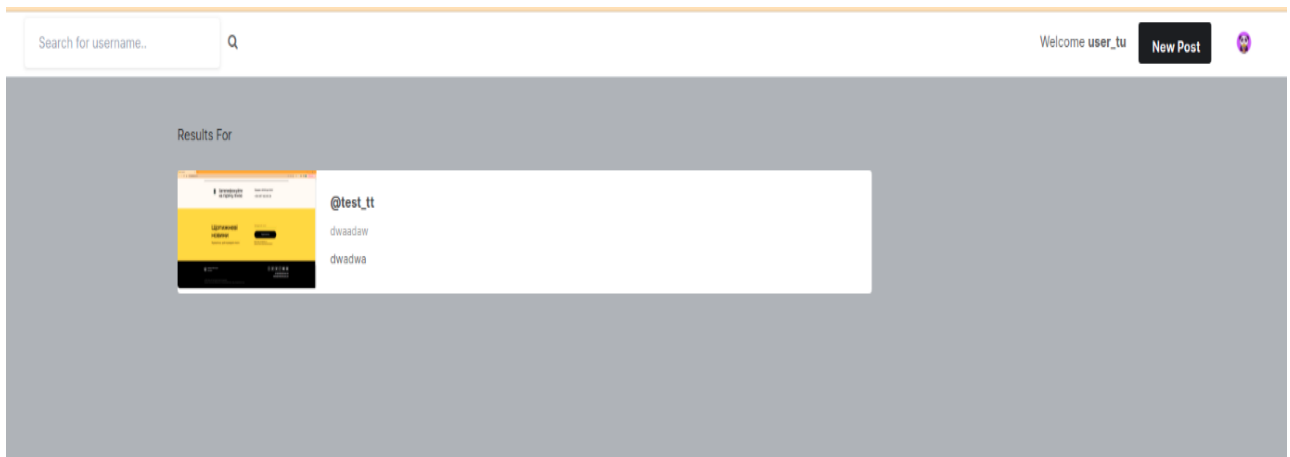 Search for username..
Welcome user_tu
New Post
Results For
@test_tt
dwaadaw
dwadwa